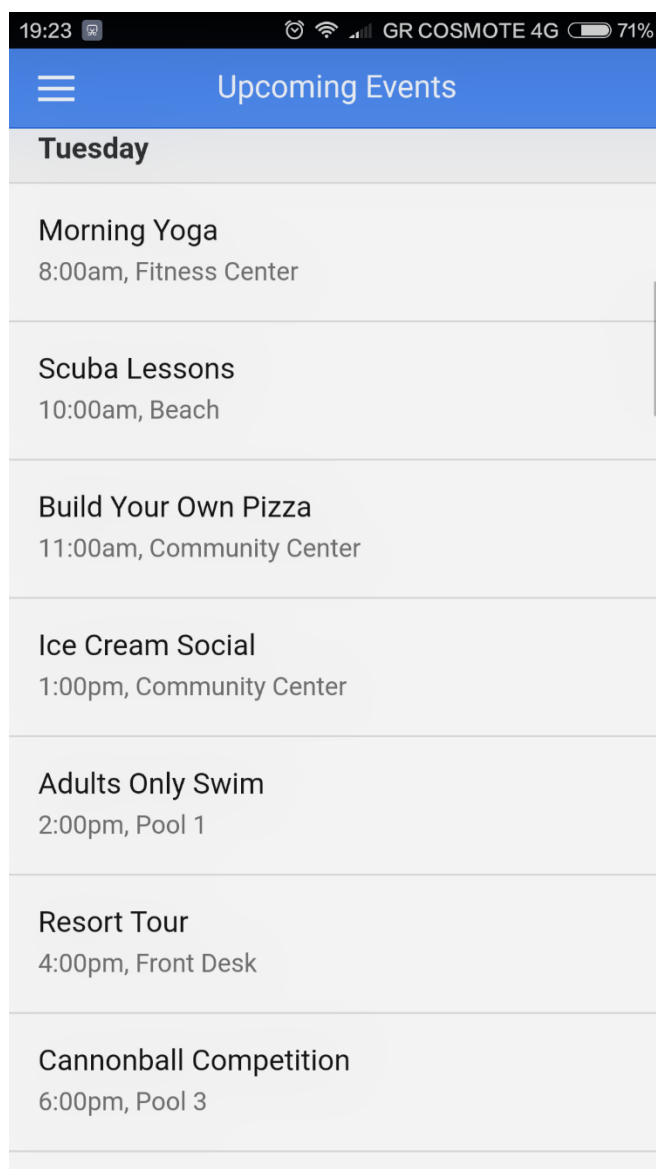 19:23 GR COSMOTE 4G 71%
Upcoming Events
Tuesday
Morning Yoga
8:00am, Fitness Center
Scuba Lessons
10:00am, Beach
Build Your Own Pizza
11:00am, Community Center
Ice Cream Social
1:00pm, Community Center
Adults Only Swim
2:00pm, Pool 1
Resort Tour
4:00pm, Front Desk
Cannonball Competition
6:00pm, Pool 3